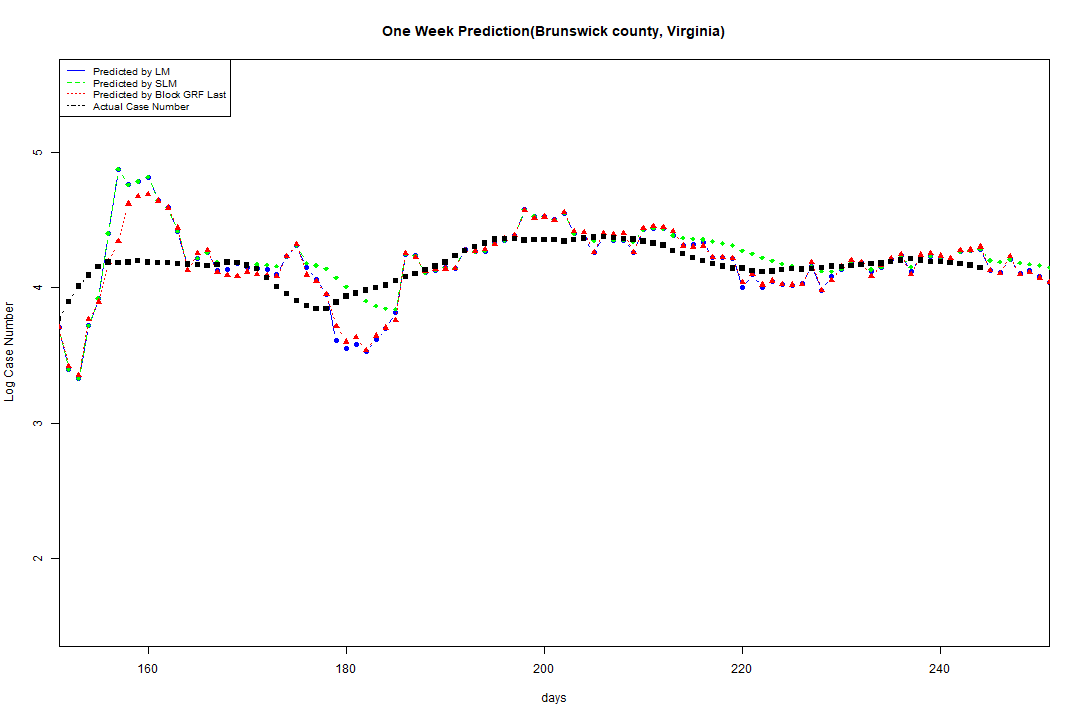 One Week Prediction(Brunswick county, Virginia)
Predicted by LM
Predicted by SLM
Predicted by Block GRF Last
Actual Case Number
5
4
3
2
Log Case Number
160 180 200 220 240
days